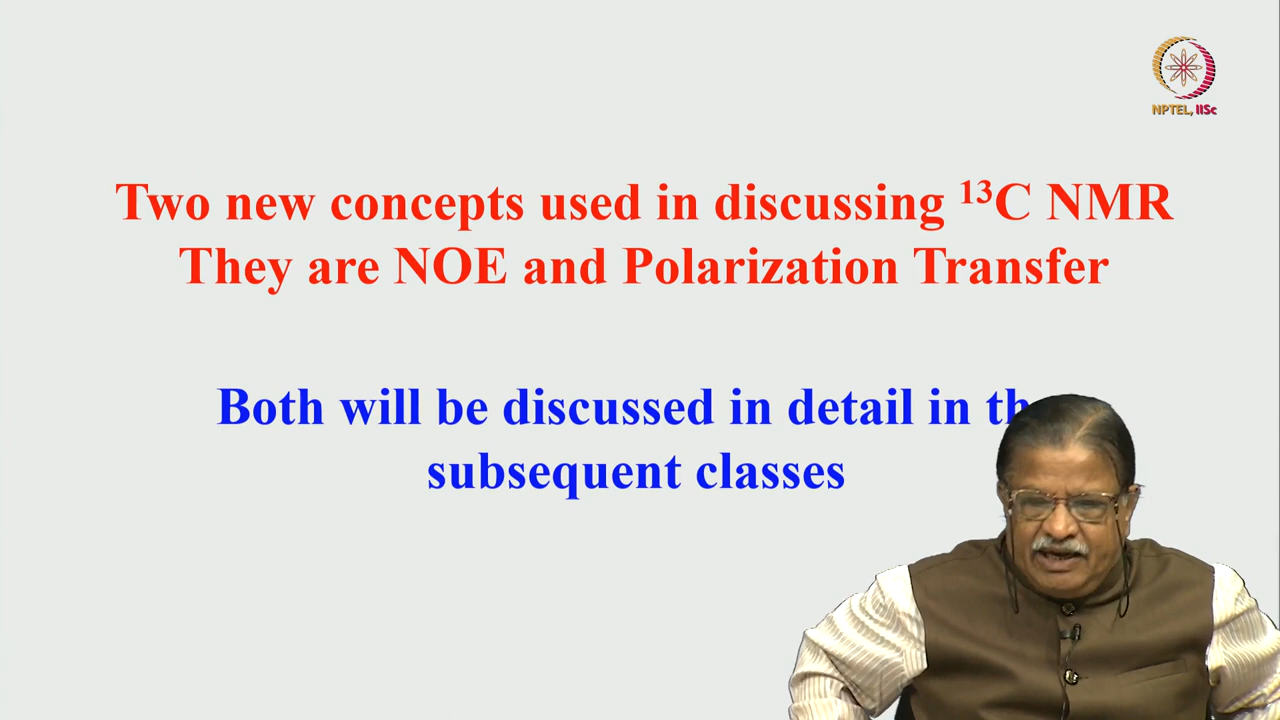 NPTEL, IISc
Two new concepts used in discussing ¹³C NMR
They are NOE and Polarization Transfer
Both will be discussed in detail in
subsequent classes